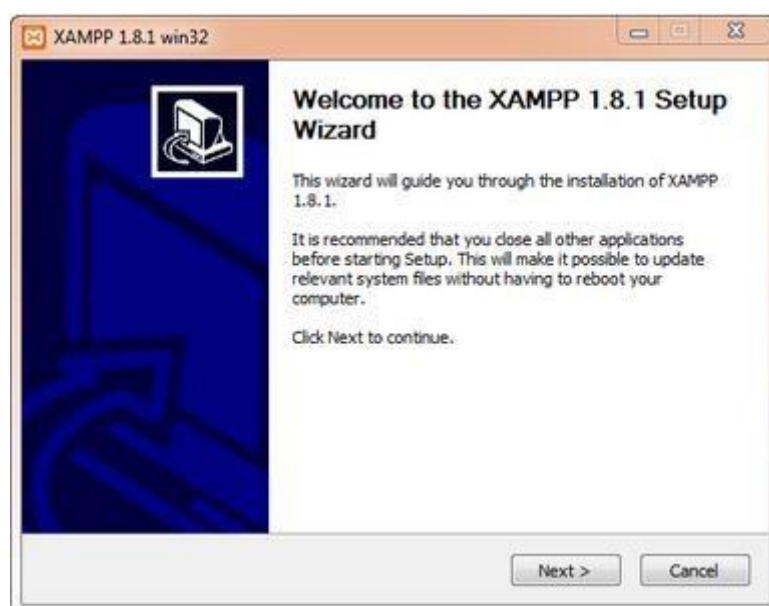 XAMPP 1.8.1 win32
Welcome to the XAMPP 1.8.1 Setup
Wizard
This wizard will guide you through the installation of XAMPP
1.8.1.
It is recommended that you close all other applications
before starting Setup. This will make it possible to update
relevant system files without having to reboot your
computer.
Click Next to continue.
Next >
Cancel